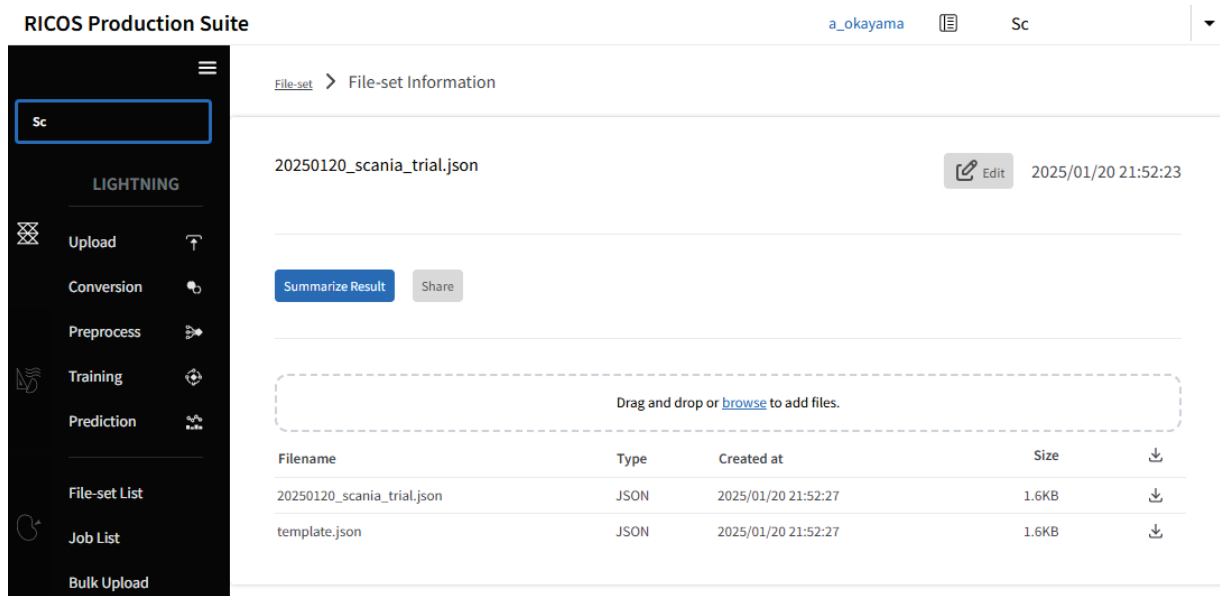 RICOS Production Suite
a_okayama
Sc
Sc
LIGHTNING
Upload
Conversion
Preprocess
Training
Prediction
File-set List
Job List
Bulk Upload
File-set > File-set Information
20250120_scania_trial.json
Edit
2025/01/20 21:52:23
Summarize Result
Share
Drag and drop or browse to add files.
Filename Type Created at Size
20250120_scania_trial.json JSON 2025/01/20 21:52:27 1.6KB
template.json JSON 2025/01/20 21:52:27 1.6KB